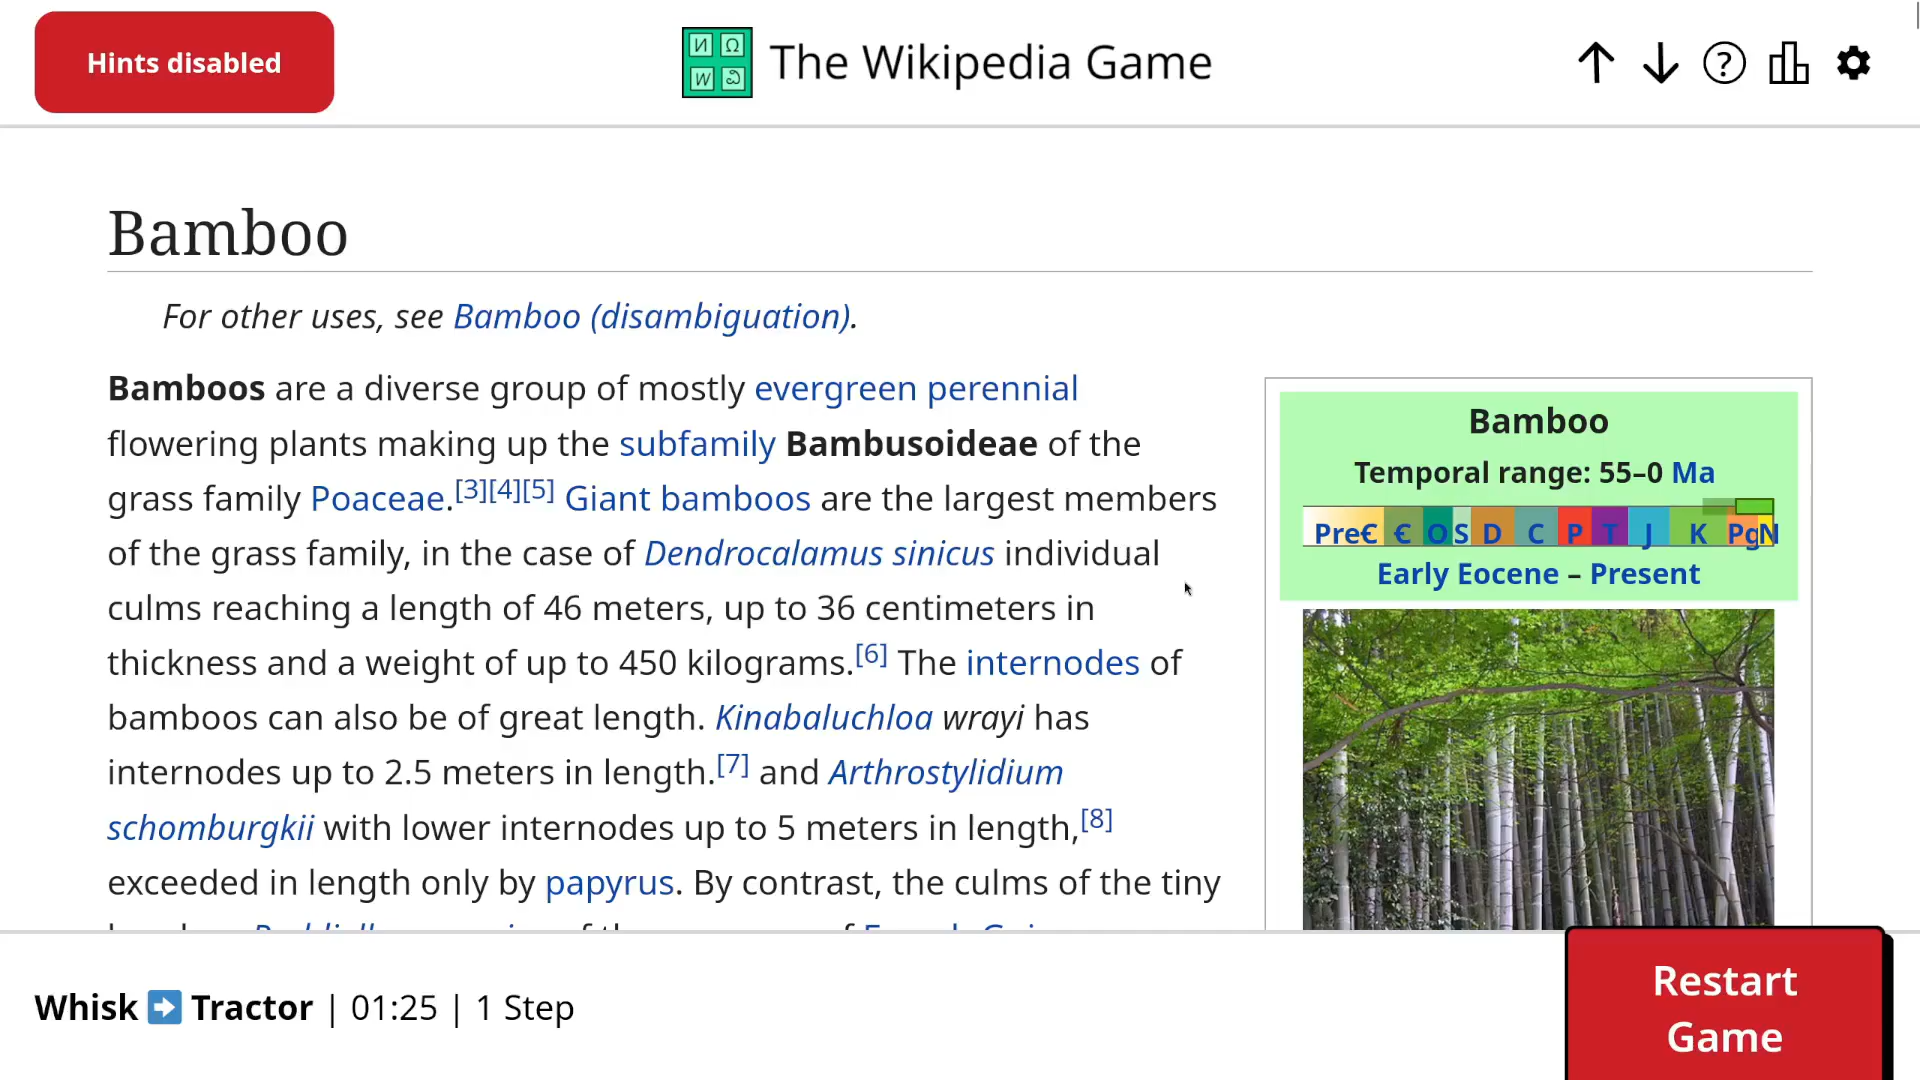 Hints disabled
И Ω
W
The Wikipedia Game
?
Bamboo
For other uses, see Bamboo (disambiguation).
Bamboos are a diverse group of mostly evergreen perennial
flowering plants making up the subfamily Bambusoideae of the
grass family Poaceae.[3][4][5] Giant bamboos are the largest members
of the grass family, in the case of Dendrocalamus sinicus individual
culms reaching a length of 46 meters, up to 36 centimeters in
thickness and a weight of up to 450 kilograms.[6] The internodes of
bamboos can also be of great length. Kinabaluchloa wrayi has
internodes up to 2.5 meters in length.[7] and Arthrostylidium
schomburgkii with lower internodes up to 5 meters in length,[8]
exceeded in length only by papyrus. By contrast, the culms of the tiny
Bamboo
Temporal range: 55–0 Ma
Pre€ € O S D C P T J K Pg N
Early Eocene – Present
Whisk ➡ Tractor | 01:25 | 1 Step
Restart
Game